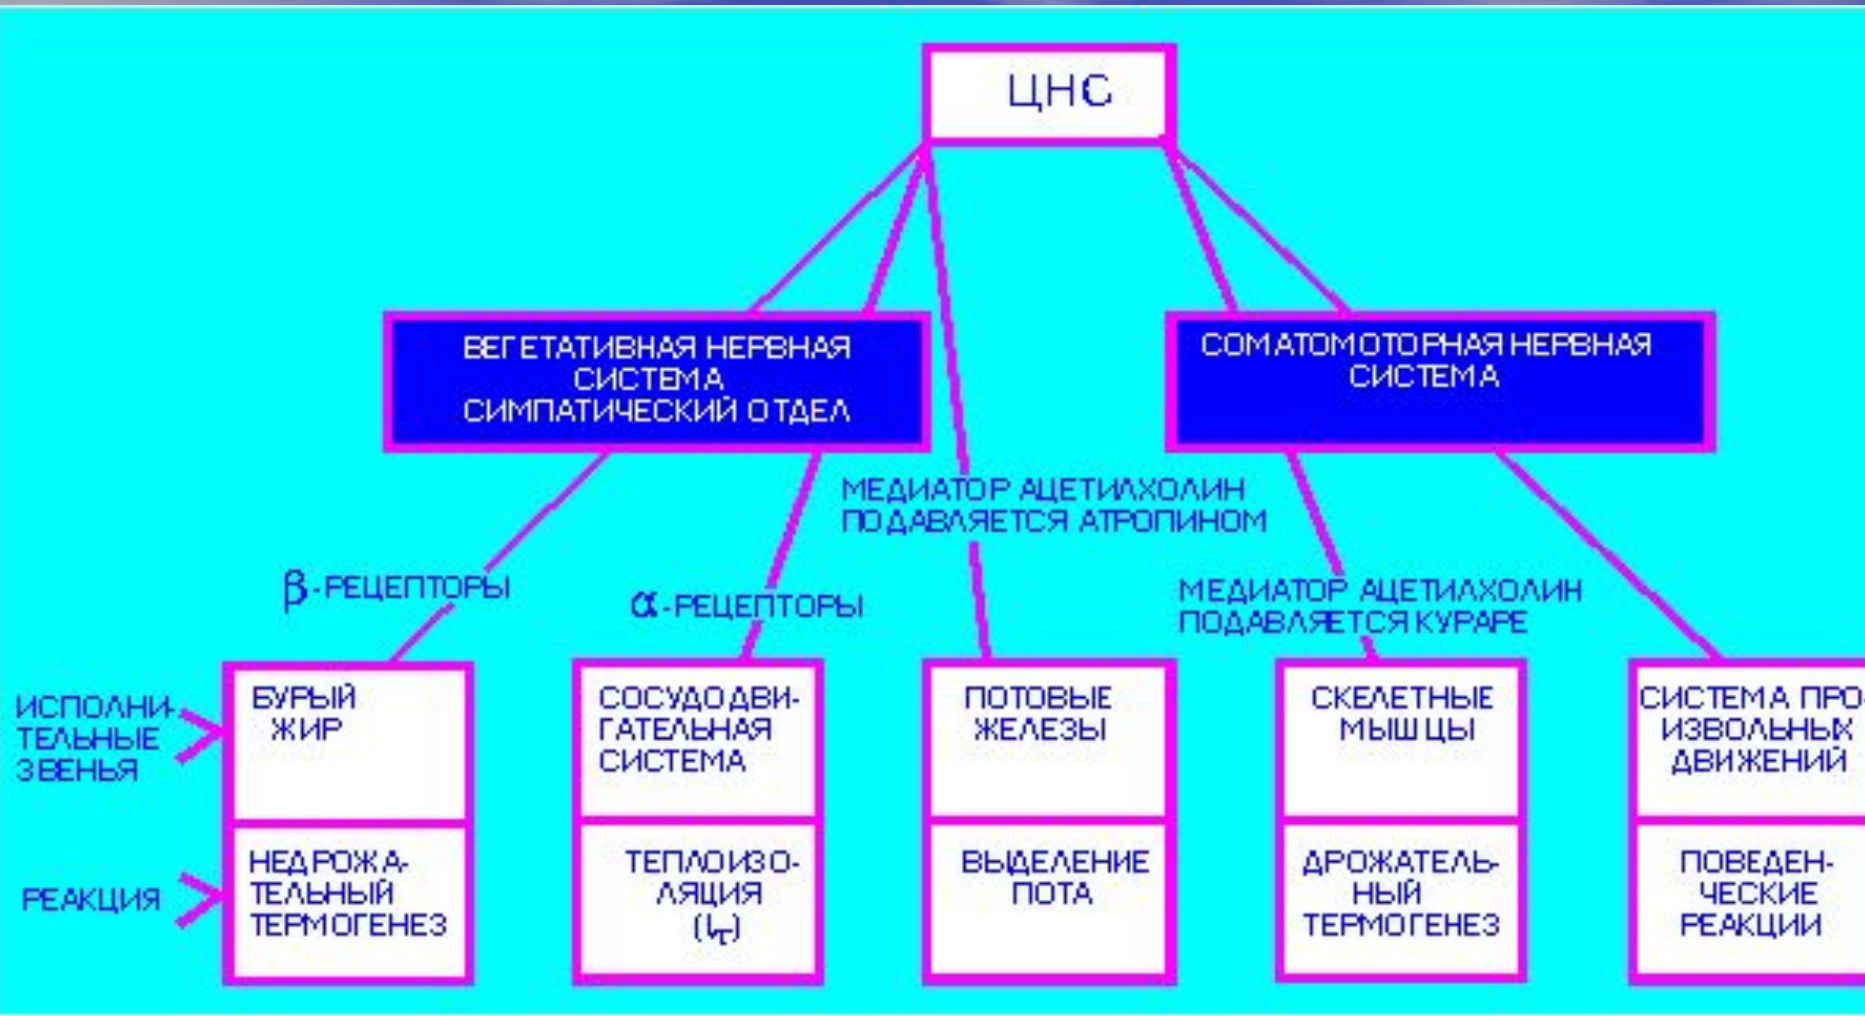 ЦНС
ВЕГЕТАТИВНАЯ НЕРВНАЯ
СИСТЕМА
СИМПАТИЧЕСКИЙ ОТДЕЛ
СОМАТОМОТОРНАЯ НЕРВНАЯ
СИСТЕМА
МЕДИАТОР АЦЕТИЛХОЛИН
ПОДАВЛЯЕТСЯ АТРОПИНОМ
β-РЕЦЕПТОРЫ
α-РЕЦЕПТОРЫ
МЕДИАТОР АЦЕТИЛХОЛИН
ПОДАВЛЯЕТСЯ КУРАРЕ
ИСПОЛНИ-
ТЕЛЬНЫЕ
ЗВЕНЬЯ
БУРЫЙ
ЖИР
СОСУДОДВИ-
ГАТЕЛЬНАЯ
СИСТЕМА
ПОТОВЫЕ
ЖЕЛЕЗЫ
СКЕЛЕТНЫЕ
МЫШЦЫ
СИСТЕМА ПРО-
ИЗВОЛЬНЫХ
ДВИЖЕНИЙ
РЕАКЦИЯ
НЕДРОЖА-
ТЕЛЬНЫЙ
ТЕРМОГЕНЕЗ
ТЕПЛОИЗО-
ЛЯЦИЯ
(Iτ)
ВЫДЕЛЕНИЕ
ПОТА
ДРОЖАТЕЛЬ-
НЫЙ
ТЕРМОГЕНЕЗ
ПОВЕДЕН-
ЧЕСКИЕ
РЕАКЦИИ